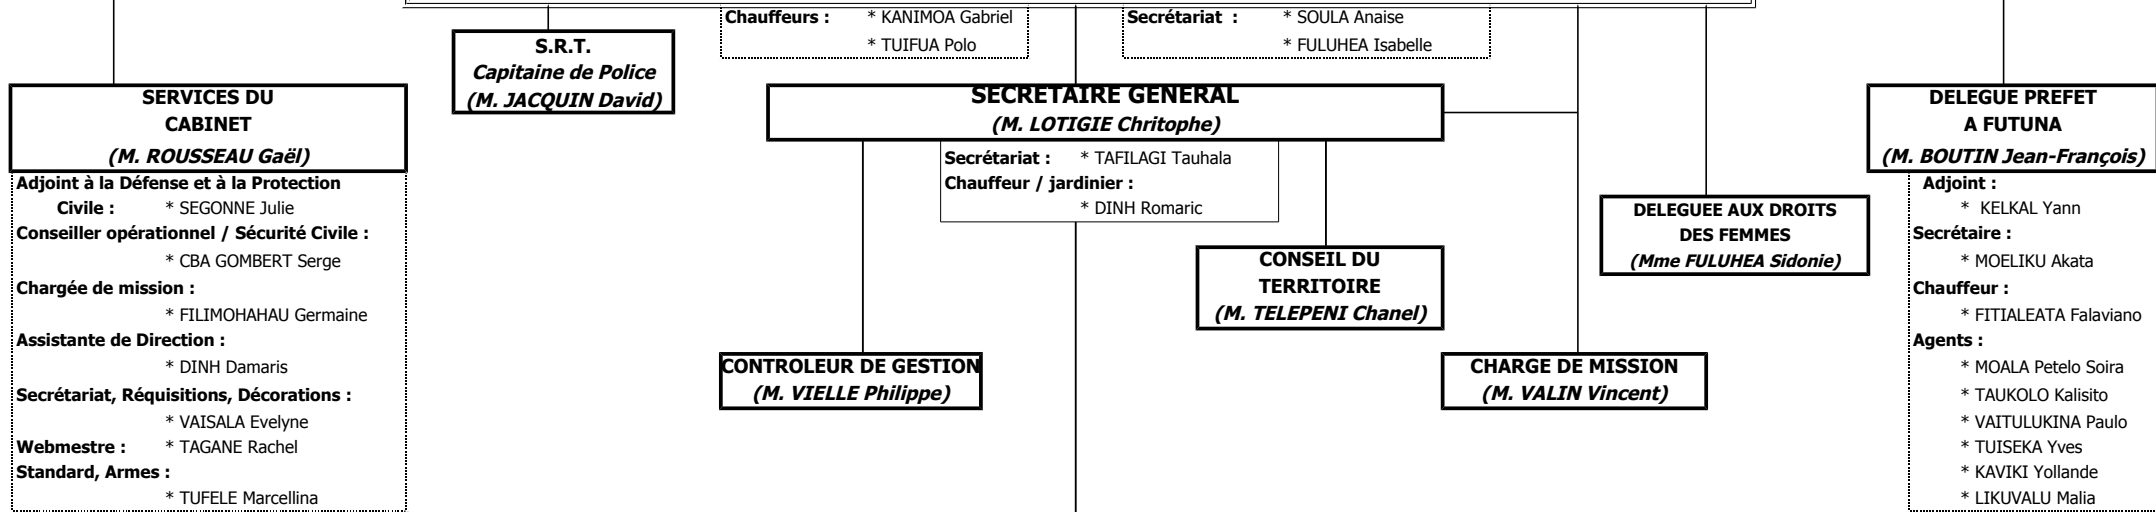 Chauffeurs : * KANIMOA Gabriel
* TUIFUA Polo
Secrétariat : * SOULA Anaise
* FULUHEA Isabelle
S.R.T.
Capitaine de Police
(M. JACQUIN David)
SERVICES DU
CABINET
(M. ROUSSEAU Gaël)
Adjoint à la Défense et à la Protection
Civile : * SEGONNE Julie
Conseiller opérationnel / Sécurité Civile :
* CBA GOMBERT Serge
Chargée de mission :
* FILIMOHAHAU Germaine
Assistante de Direction :
* DINH Damaris
Secrétariat, Réquisitions, Décorations :
* VAISALA Evelyne
Webmestre : * TAGANE Rachel
Standard, Armes :
* TUFELE Marcellina
SECRETAIRE GENERAL
(M. LOTIGIE Chritophe)
Secrétariat : * TAFILAGI Tauhala
Chauffeur / jardinier :
* DINH Romaric
CONSEIL DU
TERRITOIRE
(M. TELEPENI Chanel)
CONTROLEUR DE GESTION
(M. VIELLE Philippe)
CHARGE DE MISSION
(M. VALIN Vincent)
DELEGUEE AUX DROITS
DES FEMMES
(Mme FULUHEA Sidonie)
DELEGUE PREFET
A FUTUNA
(M. BOUTIN Jean-François)
Adjoint :
* KELKAL Yann
Secrétaire :
* MOELIKU Akata
Chauffeur :
* FITIALEATA Falaviano
Agents :
* MOALA Petelo Soira
* TAUKOLO Kalisito
* VAITULUKINA Paulo
* TUISEKA Yves
* KAVIKI Yollande
* LIKUVALU Malia